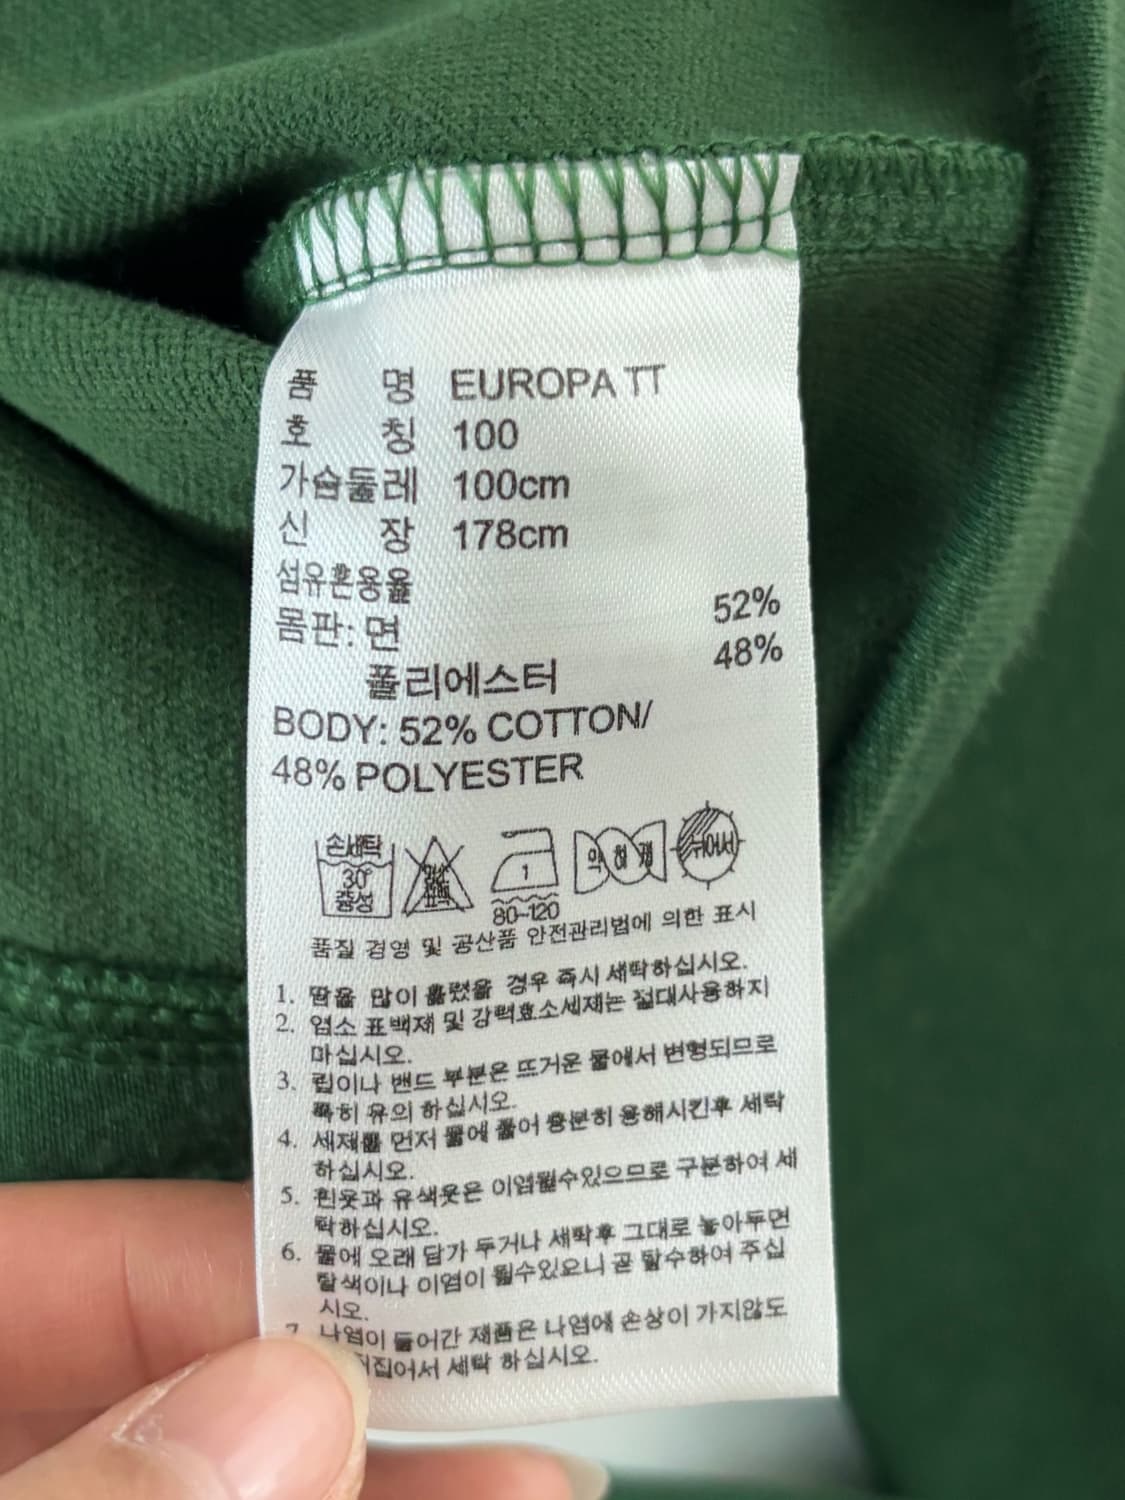 품 명 EUROPA TT
호 칭 100
가슴둘레 100cm
신 장 178cm
섬유혼용율
몸판: 면 52%
폴리에스터 48%
BODY: 52% COTTON/
48% POLYESTER
손세탁 30° 중성
염소 표백
1 80~120
약하게
뉘어서
품질 경영 및 공산품 안전관리법에 의한 표시
1. 땀을 많이 흘렸을 경우 즉시 세탁하십시오.
2. 염소 표백제 및 강력효소세제는 절대사용하지
마십시오.
3. 립이나 밴드 부분은 뜨거운 물에서 변형되므로
특히 유의 하십시오.
4. 세제를 먼저 물에 풀어 충분히 용해시킨후 세탁
하십시오.
5. 흰옷과 유색옷은 이염될수있으므로 구분하여 세
탁하십시오.
6. 물에 오래 담가 두거나 세탁후 그대로 놓아두면
탈색이나 이염이 될수있으니 곧 탈수하여 주십
시오.
7. 나염이 들어간 제품은 나염에 손상이 가지않도
뒤집어서 세탁 하십시오.